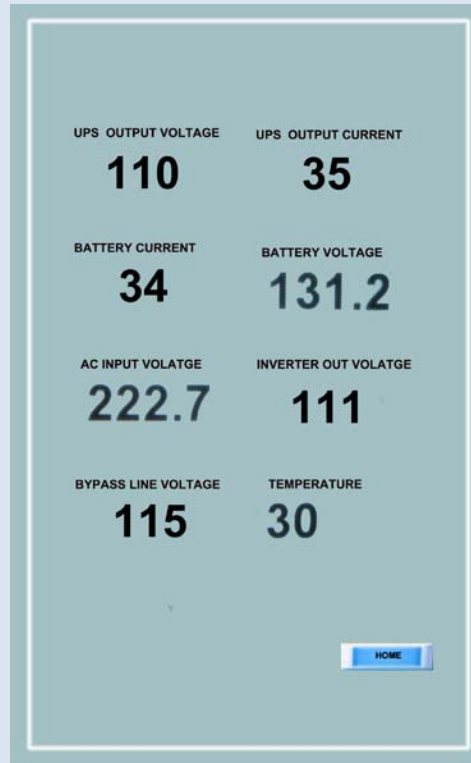 UPS OUTPUT VOLTAGE
110
UPS OUTPUT CURRENT
35
BATTERY CURRENT
34
BATTERY VOLTAGE
131.2
AC INPUT VOLATGE
222.7
INVERTER OUT VOLATGE
111
BYPASS LINE VOLTAGE
115
TEMPERATURE
30
HOME